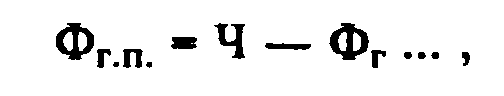 Фг.п. = Ч — Фг ... ,